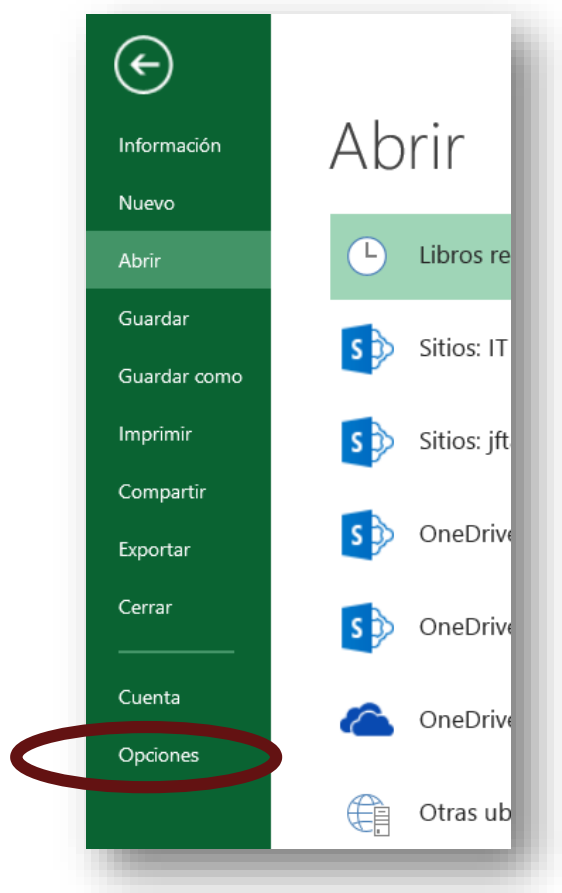 Información
Nuevo
Abrir
Guardar
Guardar como
Imprimir
Compartir
Exportar
Cerrar
Cuenta
Opciones
Abrir
Libros re
Sitios: IT
Sitios: jft
OneDrive
OneDrive
OneDrive
Otras ub